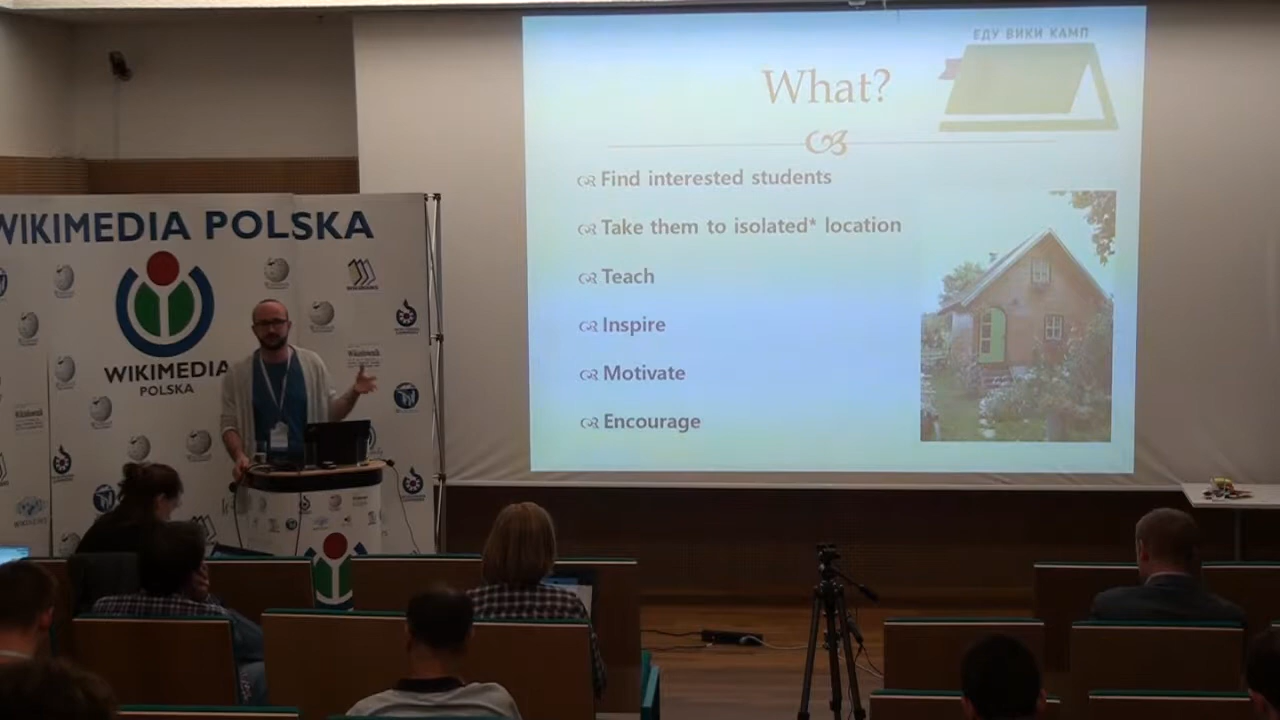 WIKIMEDIA POLSKA
WIKIMEDIA
POLSKA
WIKIBOOKS
ЕДУ ВИКИ КАМП
What?
Find interested students
Take them to isolated* location
Teach
Inspire
Motivate
Encourage